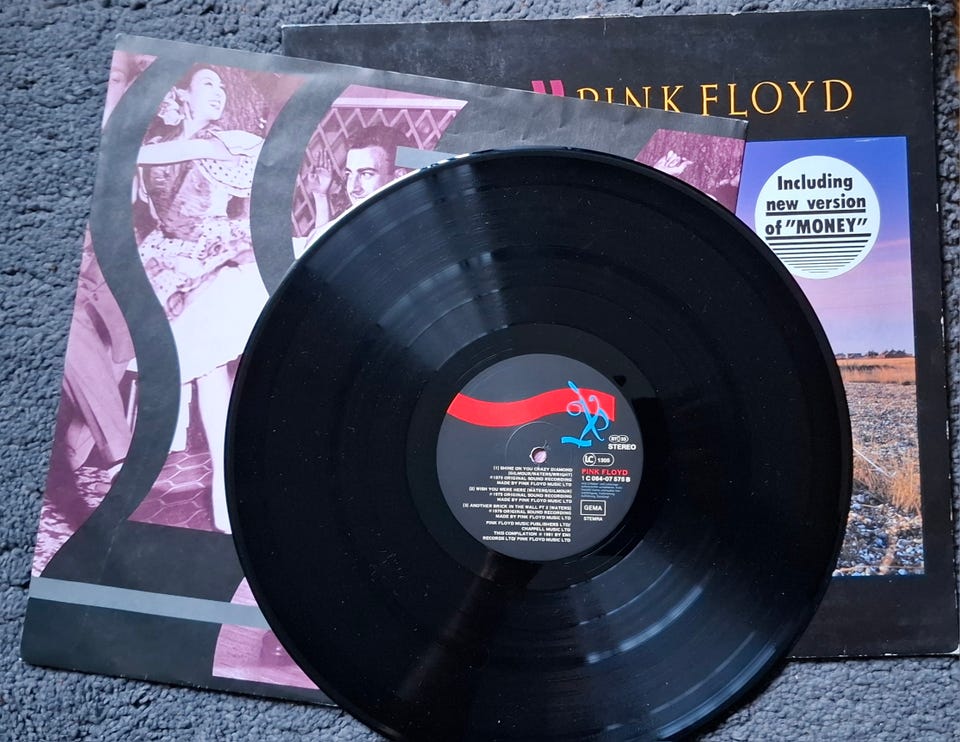 PINK FLOYD
Including
new version
of "MONEY"
STEREO
LC 1305
PINK FLOYD
1 C 064-07 575 B
GEMA
STEMRA
[1] SHINE ON YOU CRAZY DIAMOND
(GILMOUR/WATERS/WRIGHT)
℗1975 ORIGINAL SOUND RECORDING
MADE BY PINK FLOYD MUSIC LTD
[2] WISH YOU WERE HERE (WATERS/GILMOUR)
℗1975 ORIGINAL SOUND RECORDING
MADE BY PINK FLOYD MUSIC LTD
[3] ANOTHER BRICK IN THE WALL PT 2 (WATERS)
℗1979 ORIGINAL SOUND RECORDING
MADE BY PINK FLOYD MUSIC LTD
PINK FLOYD MUSIC PUBLISHERS LTD/
CHAPPELL MUSIC LTD
THIS COMPILATION ℗ 1981 BY EMI
RECORDS LTD/ PINK FLOYD MUSIC LTD